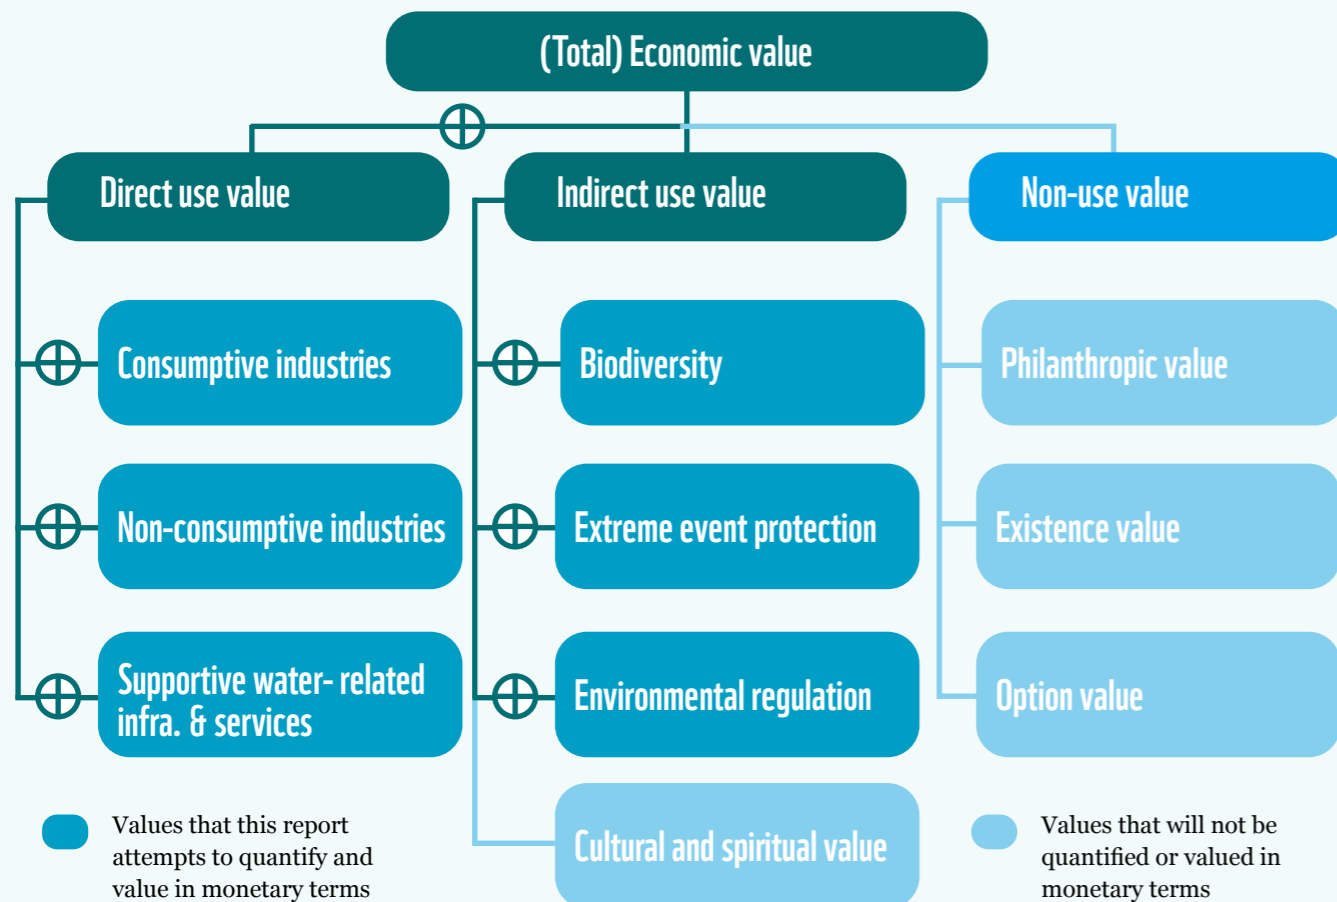 (Total) Economic value
Direct use value
Indirect use value
Non-use value
Consumptive industries
Biodiversity
Philanthropic value
Non-consumptive industries
Extreme event protection
Existence value
Supportive water- related
infra. & services
Environmental regulation
Option value
Cultural and spiritual value
Values that this report
attempts to quantify and
value in monetary terms
Values that will not be
quantified or valued in
monetary terms